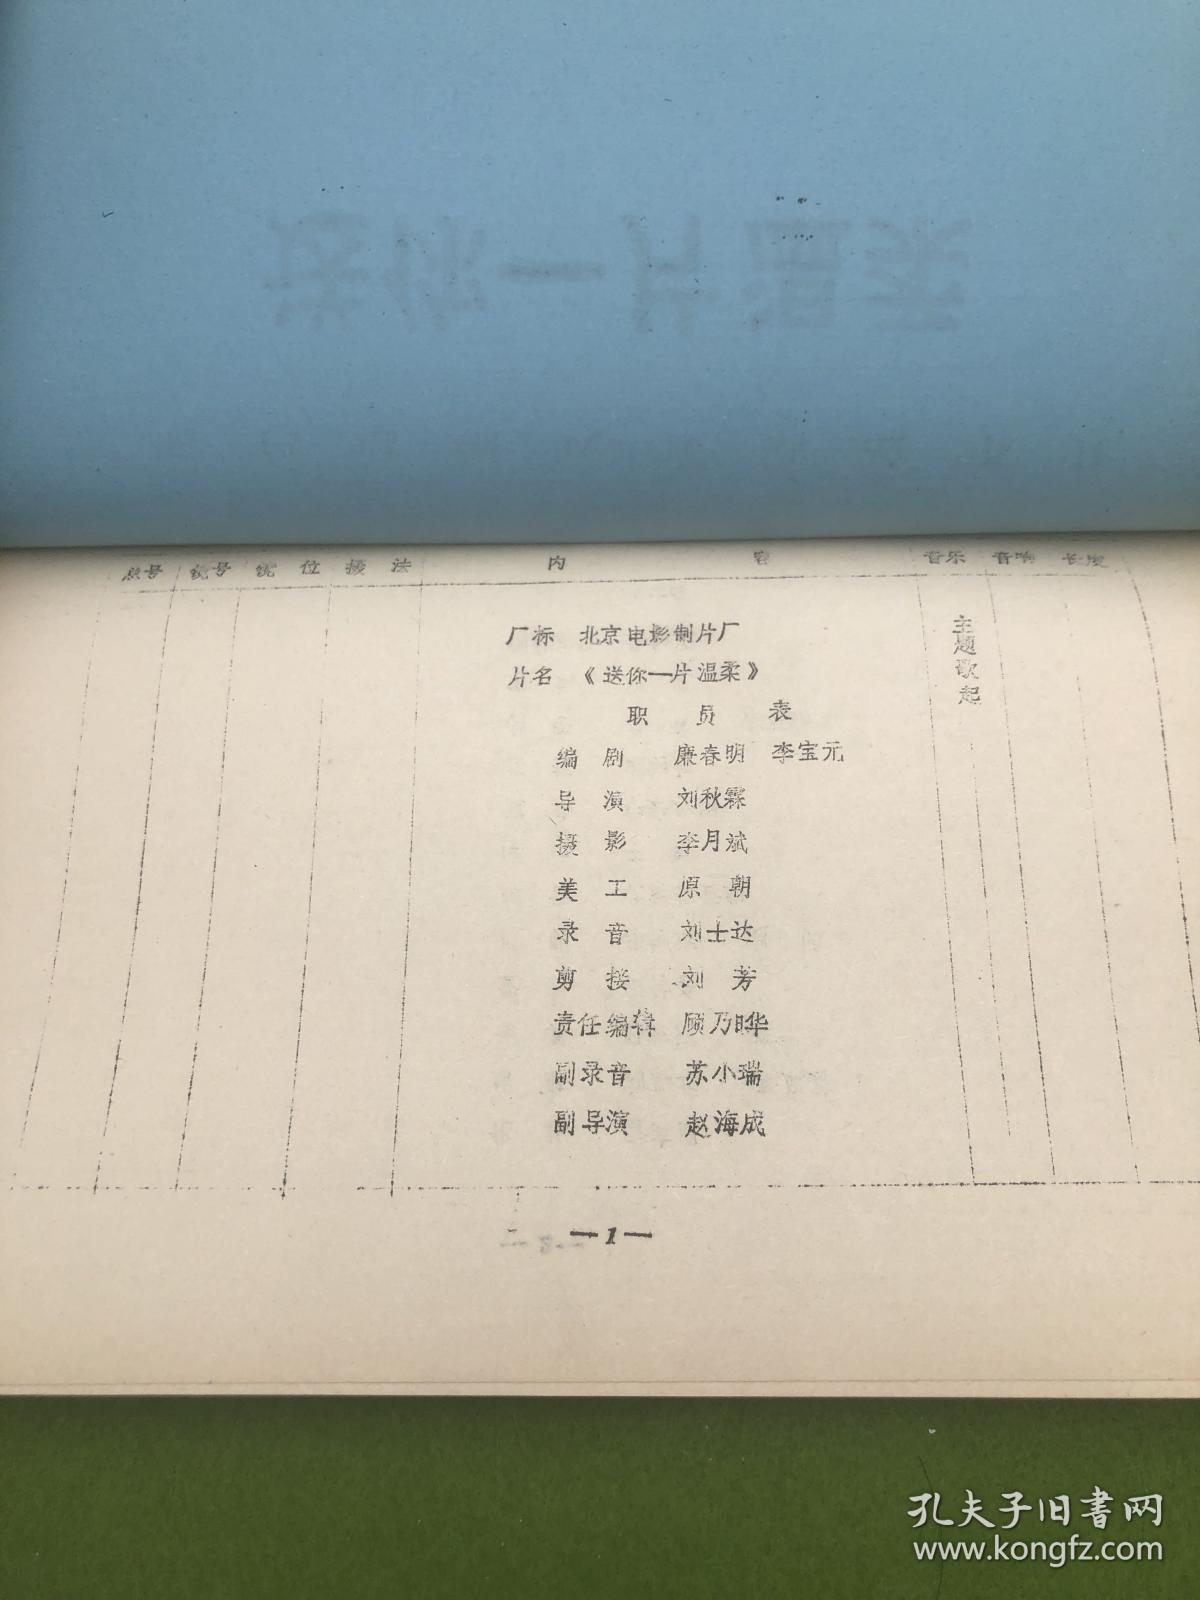 总号 镜号 镜位 摄法 内容 音乐 音响 长度
厂标 北京电影制片厂
片名 《送你一片温柔》
主题歌起
职员表
编剧 廉春明 李宝元
导演 刘秋霖
摄影 李月斌
美工 原朝
录音 刘士达
剪接 刘芳
责任编辑 顾乃晔
副录音 苏小瑞
副导演 赵海成
—1—
孔夫子旧书网
www.kongfz.com